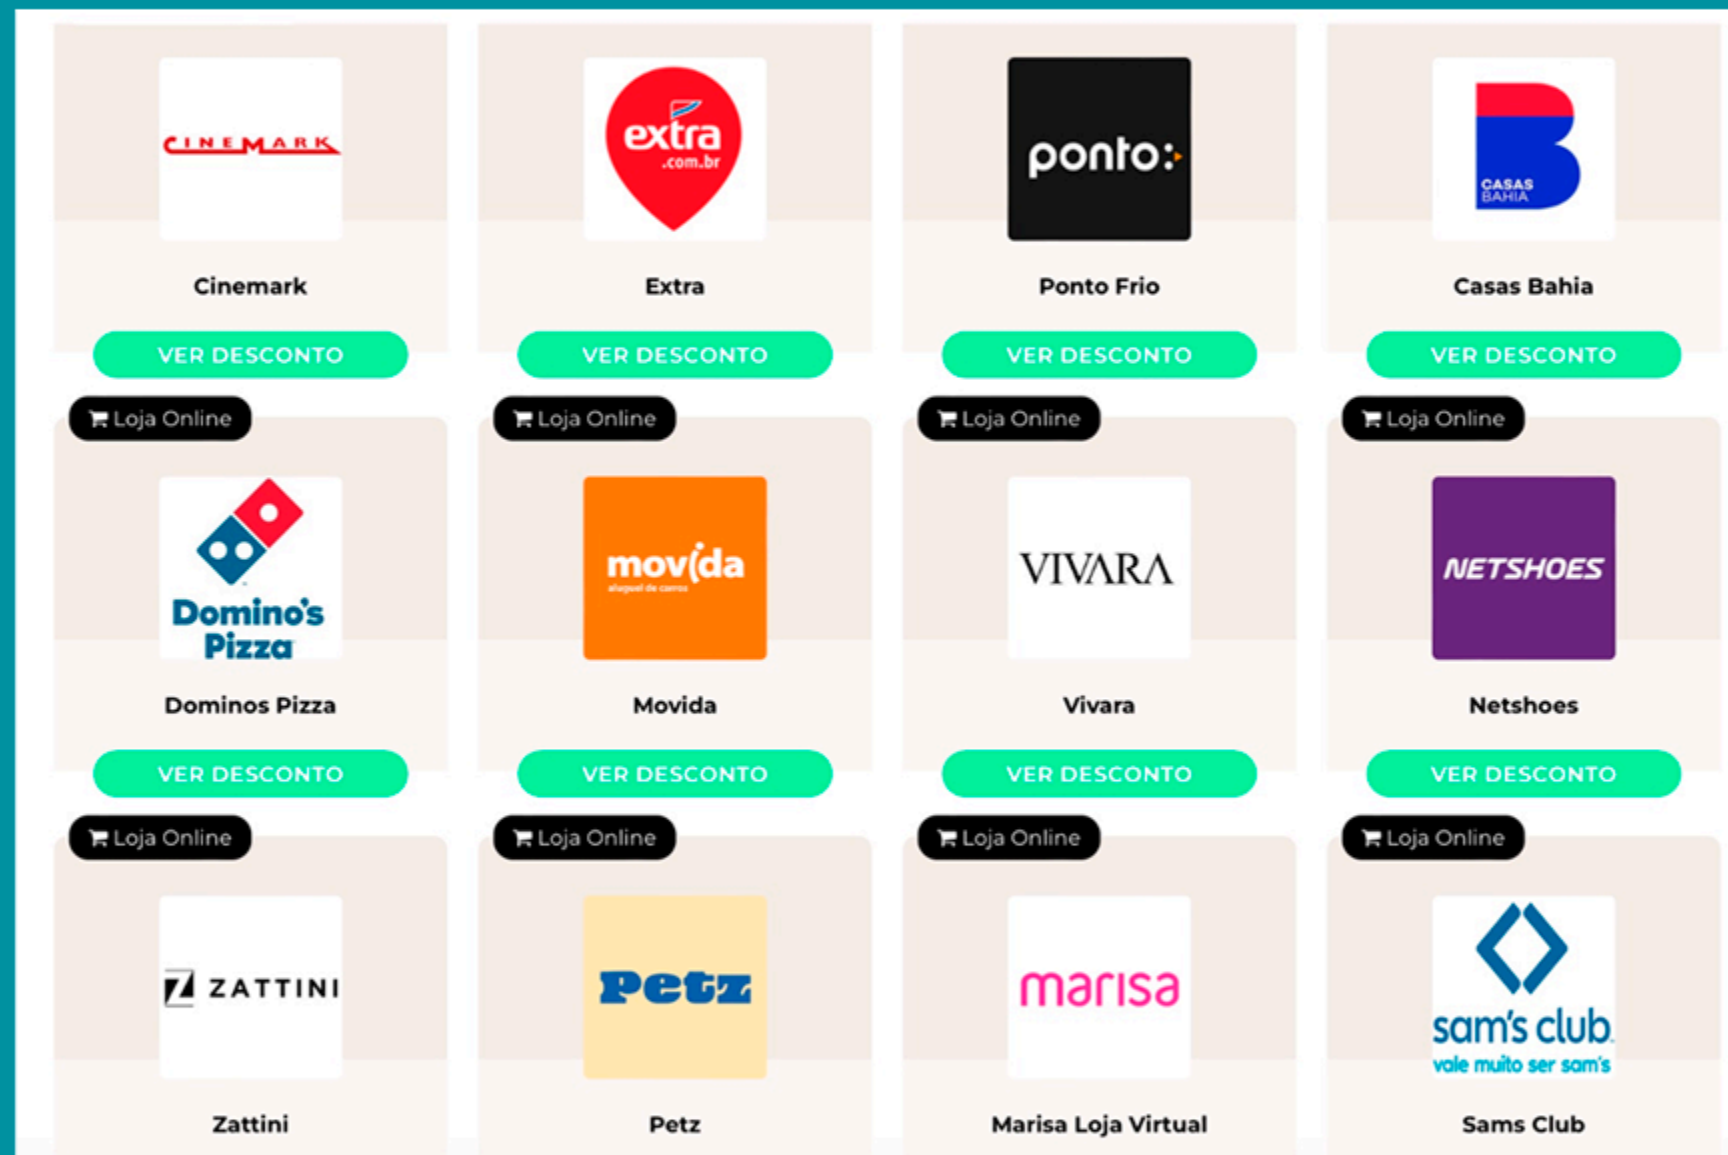 CINEMARK
extra
.com.br
ponto:
CASAS
BAHIA
Cinemark
Extra
Ponto Frio
Casas Bahia
VER DESCONTO
VER DESCONTO
VER DESCONTO
VER DESCONTO
Loja Online
Loja Online
Loja Online
Loja Online
Domino's
Pizza
movida
aluguel de carros
VIVARA
NETSHOES
Dominos Pizza
Movida
Vivara
Netshoes
VER DESCONTO
VER DESCONTO
VER DESCONTO
VER DESCONTO
Loja Online
Loja Online
Loja Online
Loja Online
Z ZATTINI
Petz
marisa
sam's club
vale muito ser sam's
Zattini
Petz
Marisa Loja Virtual
Sams Club